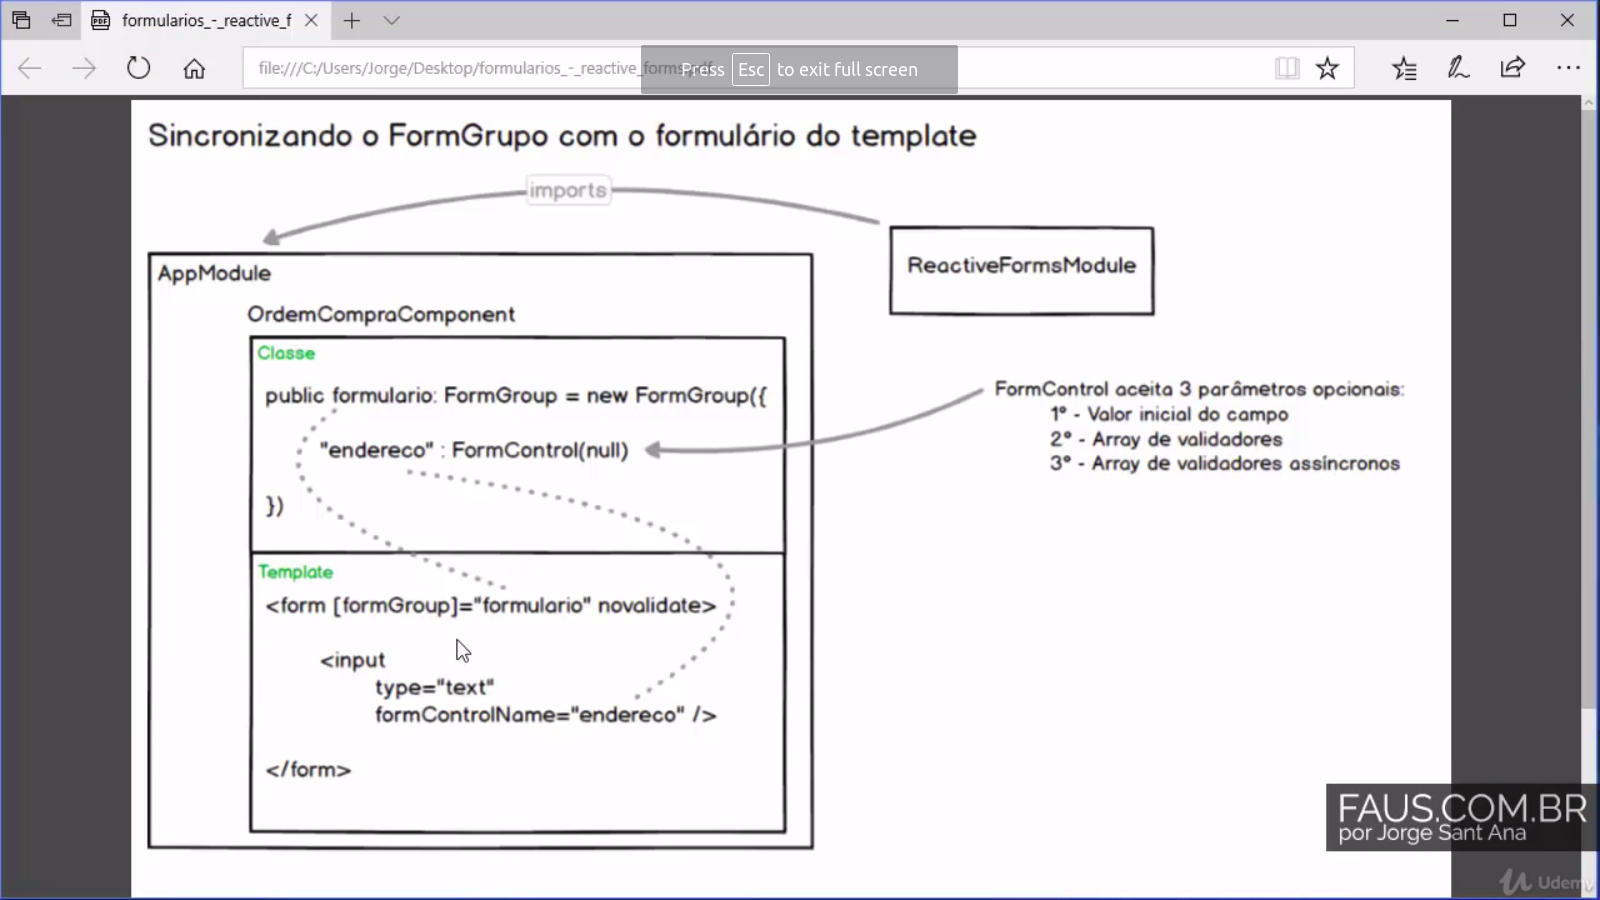 formularios_-_reactive_f
file:///C:/Users/Jorge/Desktop/formularios_-_reactive_forms.pdf
Press Esc to exit full screen
Sincronizando o FormGrupo com o formulário do template
imports
ReactiveFormsModule
AppModule
OrdemCompraComponent
Classe
public formulario: FormGroup = new FormGroup({
"endereco" : FormControl(null)
})
FormControl aceita 3 parâmetros opcionais:
1º - Valor inicial do campo
2º - Array de validadores
3º - Array de validadores assíncronos
Template
<form [formGroup]="formulario" novalidate>
<input
type="text"
formControlName="endereco" />
</form>
FAUS.COM.BR
por Jorge Sant Ana
Udemy